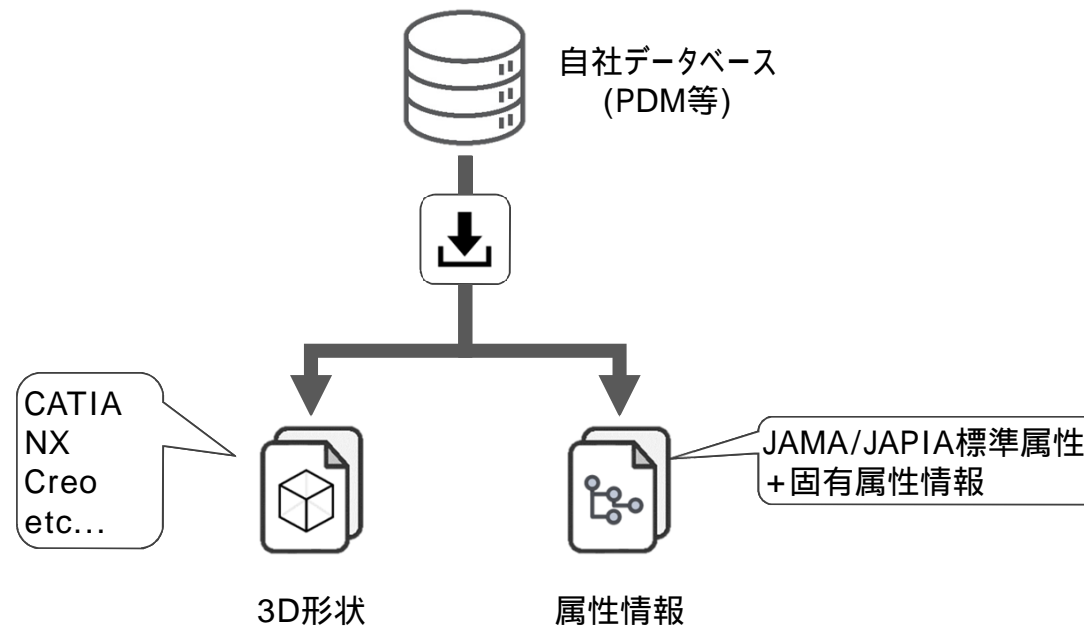 自社データベース
(PDM等)
CATIA
NX
Creo
etc...
JAMA/JAPIA標準属性
+固有属性情報
3D形状
属性情報